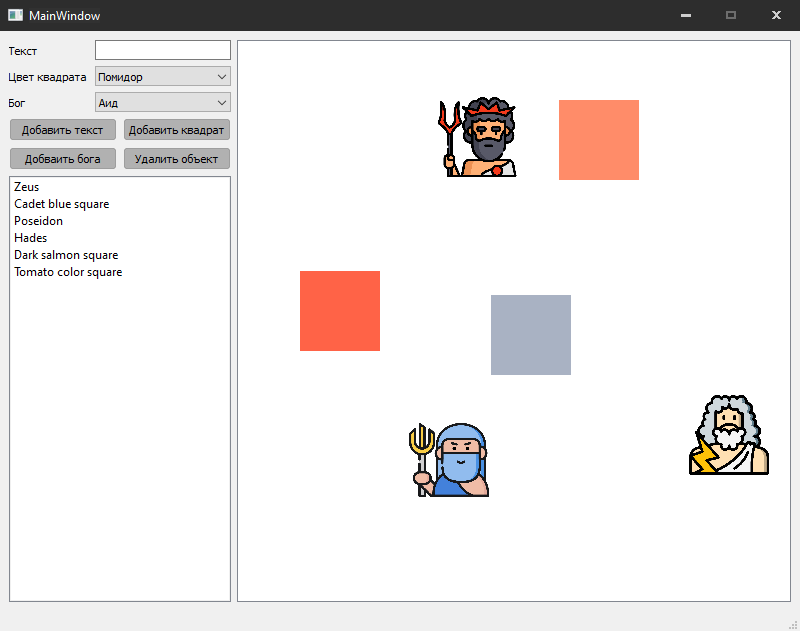 MainWindow
Текст
Цвет квадрата Помидор
Бог Аид
Добавить текст Добавить квадрат
Добваить бога Удалить объект
Zeus
Cadet blue square
Poseidon
Hades
Dark salmon square
Tomato color square